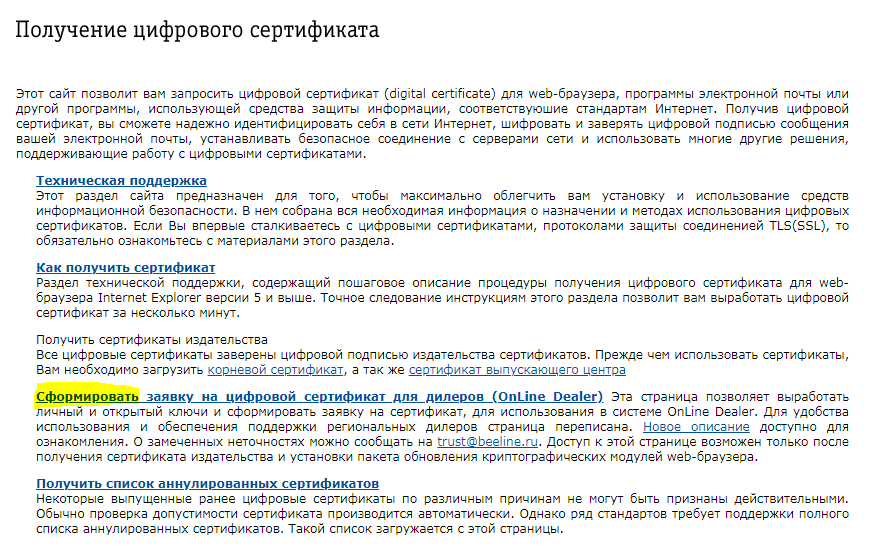 Получение цифрового сертификата
Этот сайт позволит вам запросить цифровой сертификат (digital certificate) для web-браузера, программы электронной почты или
другой программы, использующей средства защиты информации, соответствуюшие стандартам Интернет. Получив цифровой
сертификат, вы сможете надежно идентифицировать себя в сети Интернет, шифровать и заверять цифровой подписью сообщения
вашей электронной почты, устанавливать безопасное соединение с серверами сети и использовать многие другие решения,
поддерживающие работу с цифровыми сертификатами.
Техническая поддержка
Этот раздел сайта предназначен для того, чтобы максимально облегчить вам установку и использование средств
информационной безопасности. В нем собрана вся необходимая информация о назначении и методах использования цифровых
сертификатов. Если Вы впервые сталкиваетесь с цифровыми сертификатами, протоколами защиты соединений TLS(SSL), то
обязательно ознакомьтесь с материалами этого раздела.
Как получить сертификат
Раздел технической поддержки, содержащий пошаговое описание процедуры получения цифрового сертификата для web-
браузера Internet Explorer версии 5 и выше. Точное следование инструкциям этого раздела позволит вам выработать цифровой
сертификат за несколько минут.
Получить сертификаты издательства
Все цифровые сертификаты заверены цифровой подписью издательства сертификатов. Прежде чем использовать сертификаты,
Вам необходимо загрузить корневой сертификат, а так же сертификат выпускающего центра
Сформировать заявку на цифровой сертификат для дилеров (OnLine Dealer) Эта страница позволяет выработать
личный и открытый ключи и сформировать заявку на сертификат, для использования в системе OnLine Dealer. Для удобства
использования и обеспечения поддержки региональных дилеров страница переписана. Новое описание доступно для
ознакомления. О замеченных неточностях можно сообщать на trust@beeline.ru. Доступ к этой странице возможен только после
получения сертификата издательства и установки пакета обновления криптографических модулей web-браузера.
Получить список аннулированных сертификатов
Некоторые выпущенные ранее цифровые сертификаты по различным причинам не могут быть признаны действительными.
Обычно проверка допустимости сертификата производится автоматически. Однако ряд стандартов требует поддержки полного
списка аннулированных сертификатов. Такой список загружается с этой страницы.